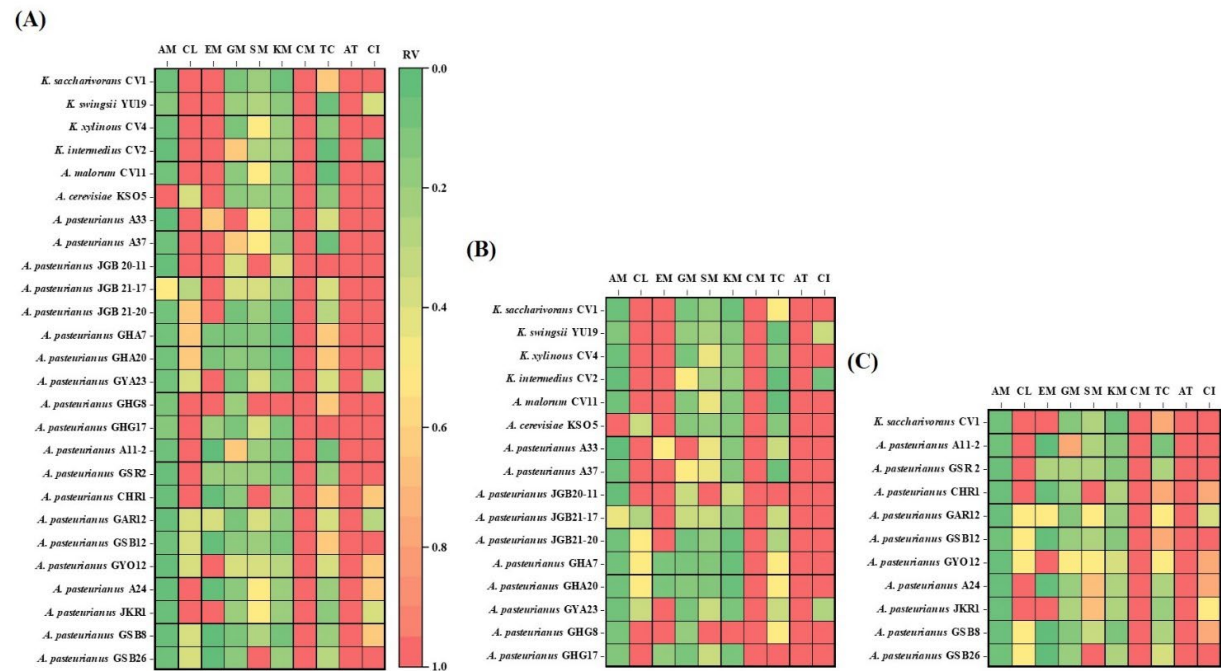 (A)
AM CL EM GM SM KM CM TC AT CI RV
K. saccharivorans CV1
K. swingsii YU19
K. xylinous CV4
K. intermedius CV2
A. malorum CV11
A. cerevisiae KSO5
A. pasteurianus A33
A. pasteurianus A37
A. pasteurianus JGB 20-11
A. pasteurianus JGB 21-17
A. pasteurianus JGB 21-20
A. pasteurianus GHA7
A. pasteurianus GHA20
A. pasteurianus GYA23
A. pasteurianus GHG8
A. pasteurianus GHG17
A. pasteurianus A11-2
A. pasteurianus GSR2
A. pasteurianus CHR1
A. pasteurianus GAR12
A. pasteurianus GSB12
A. pasteurianus GYO12
A. pasteurianus A24
A. pasteurianus JKR1
A. pasteurianus GSB8
A. pasteurianus GSB26
0.0
0.2
0.4
0.6
0.8
1.0
(B)
AM CL EM GM SM KM CM TC AT CI
K. saccharivorans CV1
K. swingsii YU19
K. xylinous CV4
K. intermedius CV2
A. malorum CV11
A. cerevisiae KSO5
A. pasteurianus A33
A. pasteurianus A37
A. pasteurianus JGB20-11
A. pasteurianus JGB21-17
A. pasteurianus JGB21-20
A. pasteurianus GHA7
A. pasteurianus GHA20
A. pasteurianus GYA23
A. pasteurianus GHG8
A. pasteurianus GHG17
(C)
AM CL EM GM SM KM CM TC AT CI
K. saccharivorans CV1
A. pasteurianus A11-2
A. pasteurianus GSR 2
A. pasteurianus CHR1
A. pasteurianus GAR12
A. pasteurianus GSB12
A. pasteurianus GYO12
A. pasteurianus A24
A. pasteurianus JKR1
A. pasteurianus GSB8
A. pasteurianus GSB26